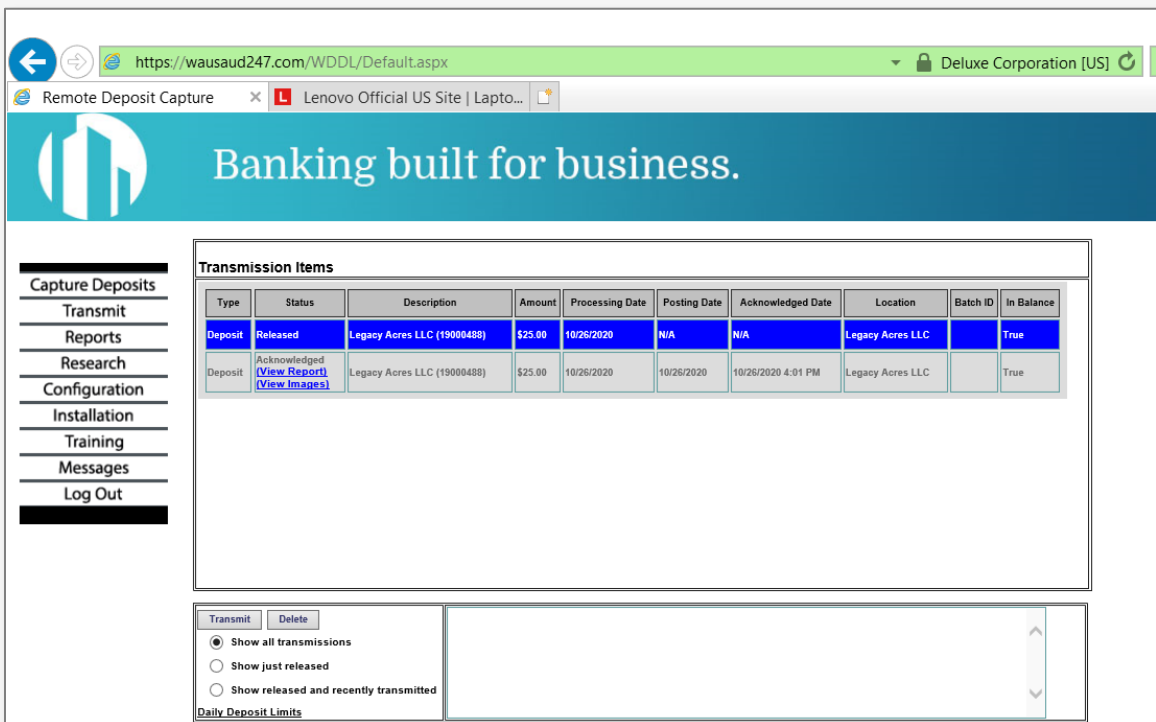 https://wausaud247.com/WDDL/Default.aspx Deluxe Corporation [US]
Remote Deposit Capture Lenovo Official US Site | Lapto...
Banking built for business.
Capture Deposits
Transmit
Reports
Research
Configuration
Installation
Training
Messages
Log Out
Transmission Items
Type Status Description Amount Processing Date Posting Date Acknowledged Date Location Batch ID In Balance
Deposit Released Legacy Acres LLC (19000488) $25.00 10/26/2020 N/A N/A Legacy Acres LLC True
Deposit Acknowledged (View Report) (View Images) Legacy Acres LLC (19000488) $25.00 10/26/2020 10/26/2020 10/26/2020 4:01 PM Legacy Acres LLC True
Transmit Delete
Show all transmissions
Show just released
Show released and recently transmitted
Daily Deposit Limits